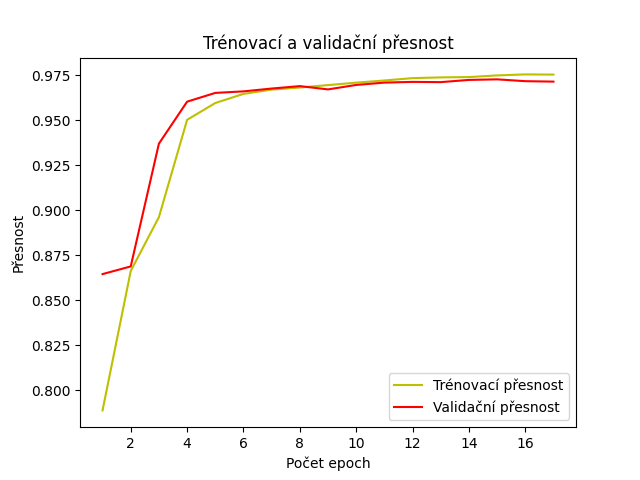 Trénovací a validační přesnost
Přesnost
0.975
0.950
0.925
0.900
0.875
0.850
0.825
0.800
2 4 6 8 10 12 14 16
Počet epoch
Trénovací přesnost
Validační přesnost